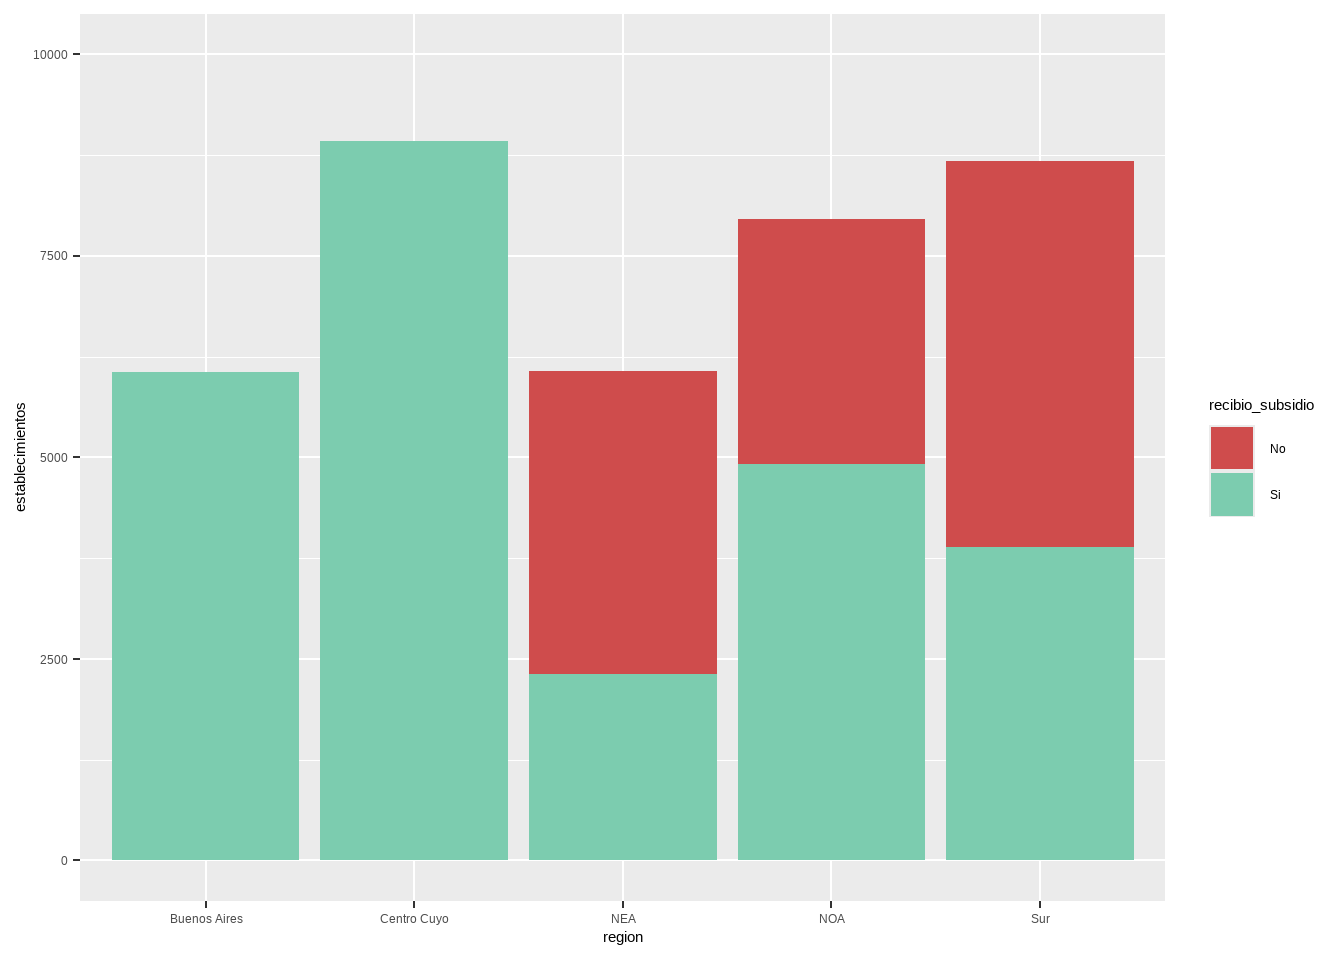 10000
7500
5000
2500
0
establecimientos
Buenos Aires
Centro Cuyo
NEA
NOA
Sur
region
recibio_subsidio
No
Si